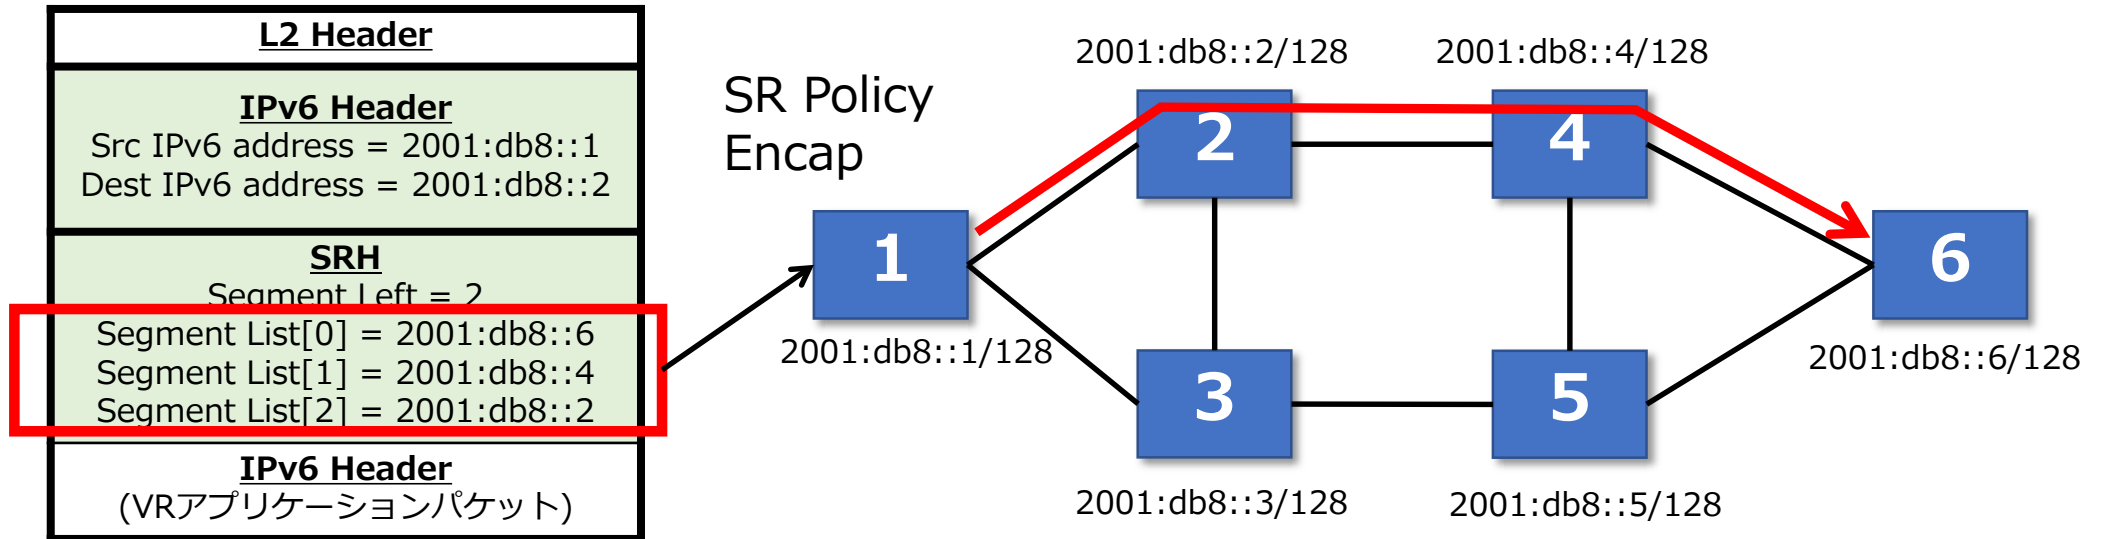 L2 Header
IPv6 Header
Src IPv6 address = 2001:db8::1
Dest IPv6 address = 2001:db8::2
SRH
Segment Left = 2
Segment List[0] = 2001:db8::6
Segment List[1] = 2001:db8::4
Segment List[2] = 2001:db8::2
IPv6 Header
(VRアプリケーションパケット)
SR Policy
Encap
2001:db8::2/128
2001:db8::4/128
2
4
1
6
2001:db8::1/128
2001:db8::6/128
3
5
2001:db8::3/128
2001:db8::5/128